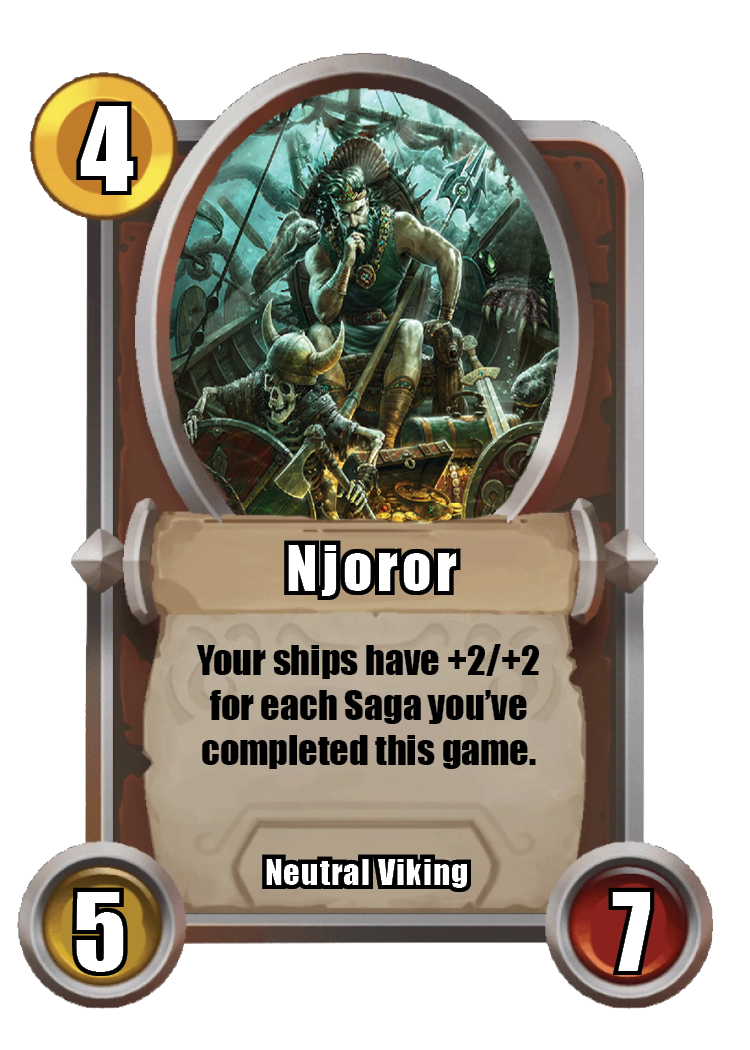 4
Njoror
Your ships have +2/+2
for each Saga you’ve
completed this game.
Neutral Viking
5
7